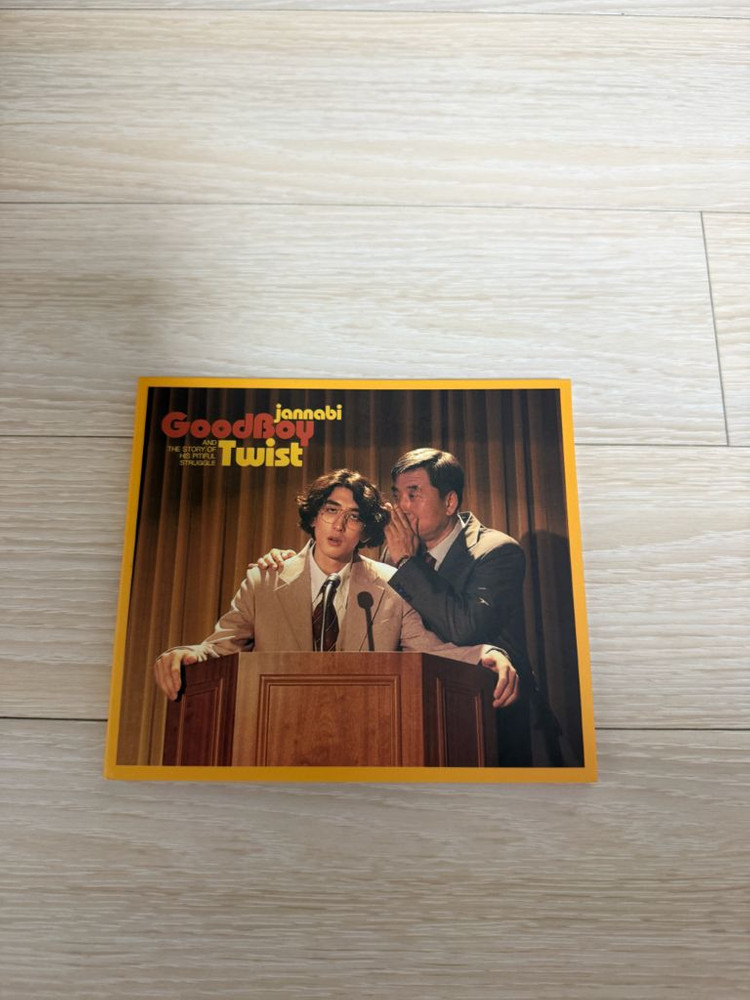 jannabi
GoodBoy
AND
THE STORY OF
HIS PITIFUL
STRUGGLE
Twist